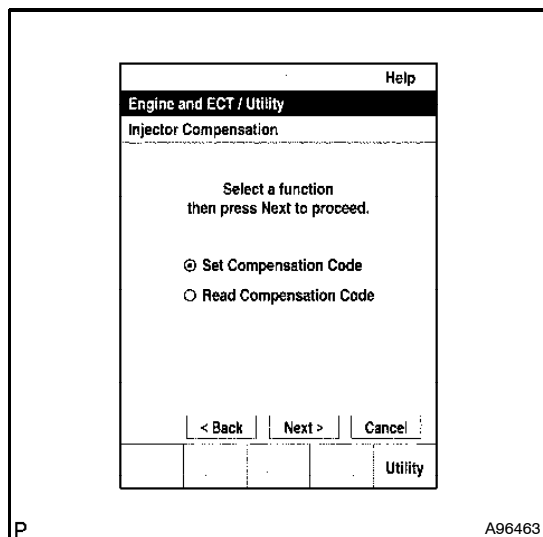 Help
Engine and ECT / Utility
Injector Compensation
Select a function
then press Next to proceed.
Set Compensation Code
Read Compensation Code
< Back Next > Cancel
Utility
P A96463